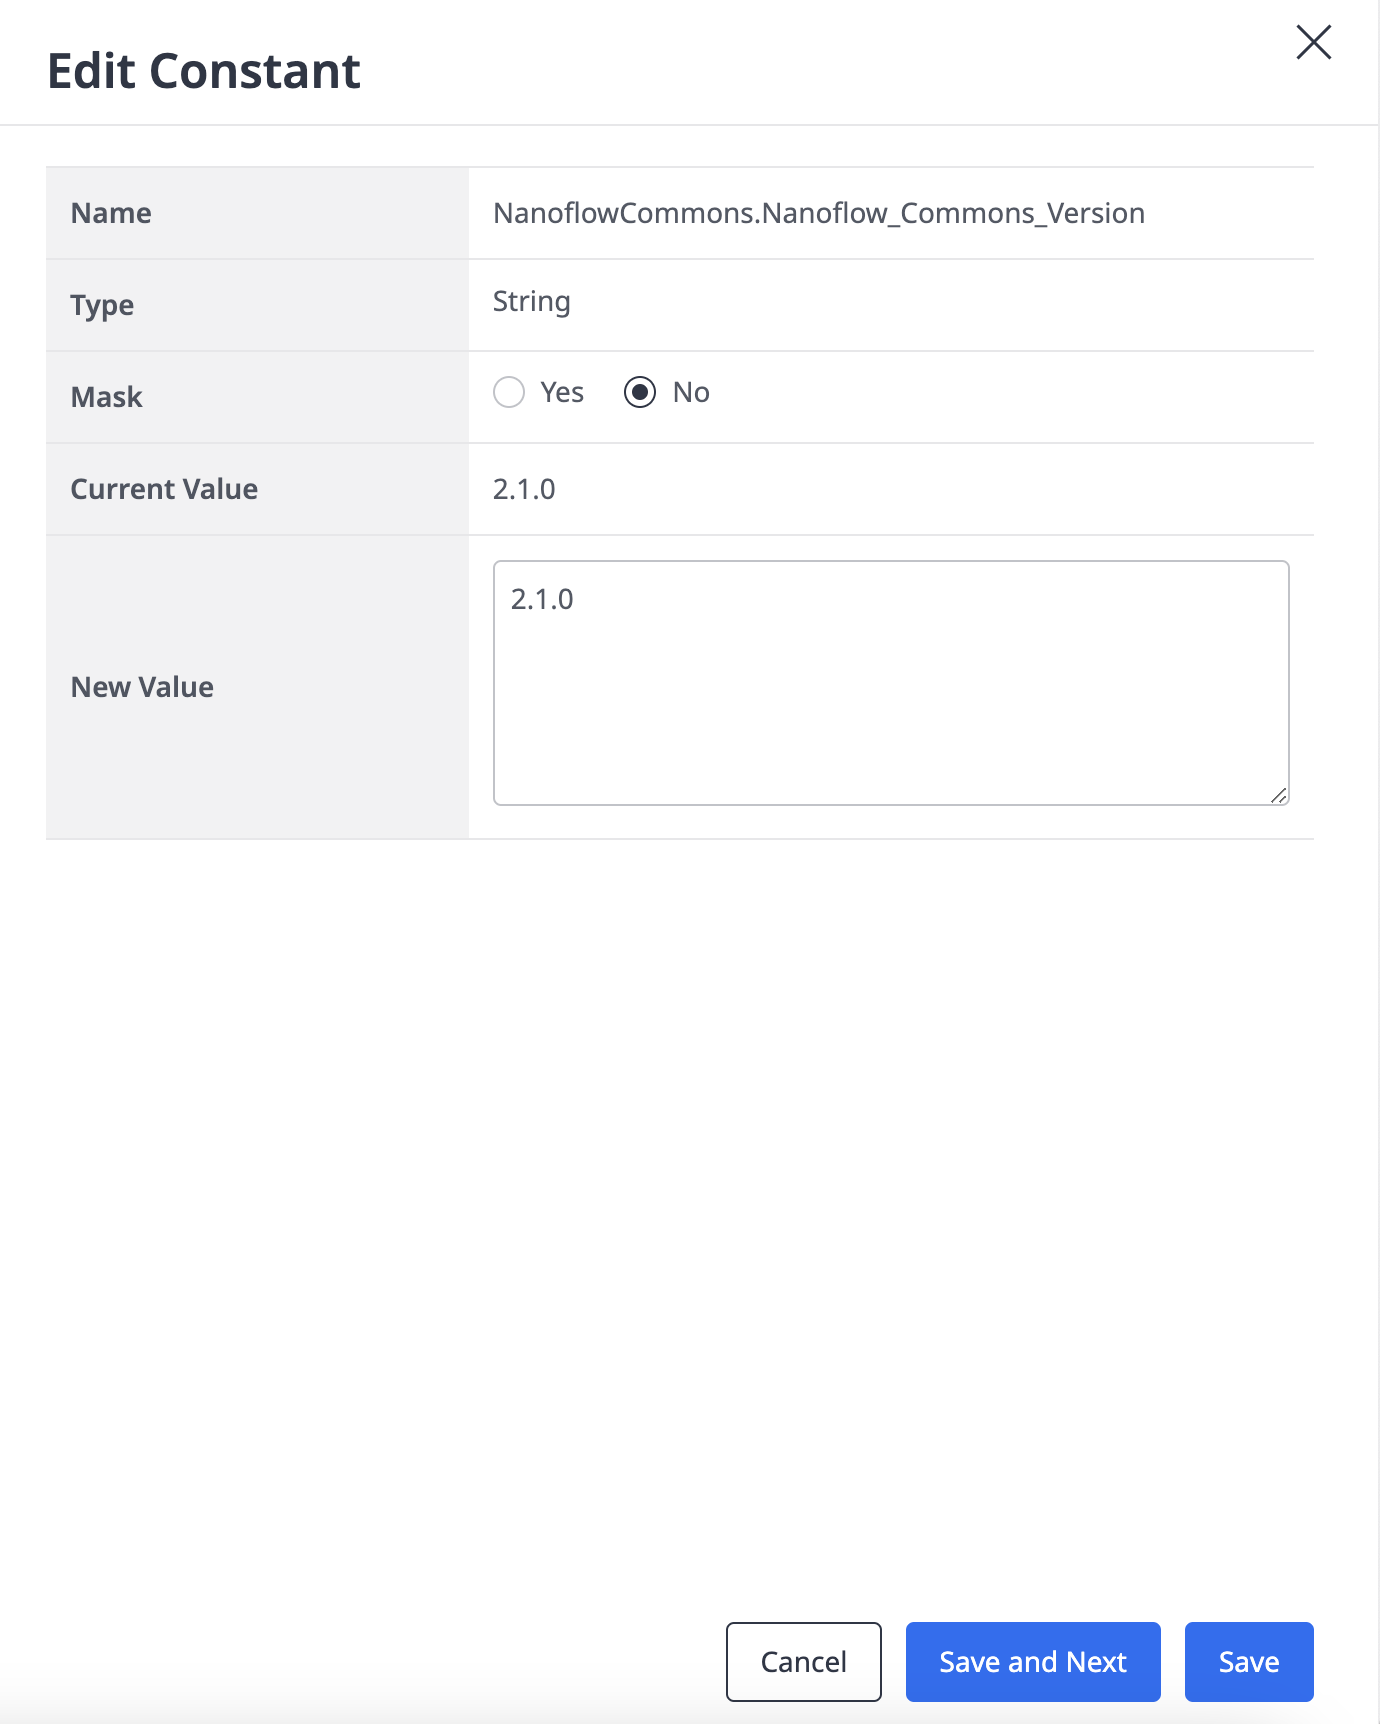 Edit Constant
Name NanoflowCommons.Nanoflow_Commons_Version
Type String
Mask Yes No
Current Value 2.1.0
New Value 2.1.0
Cancel Save and Next Save